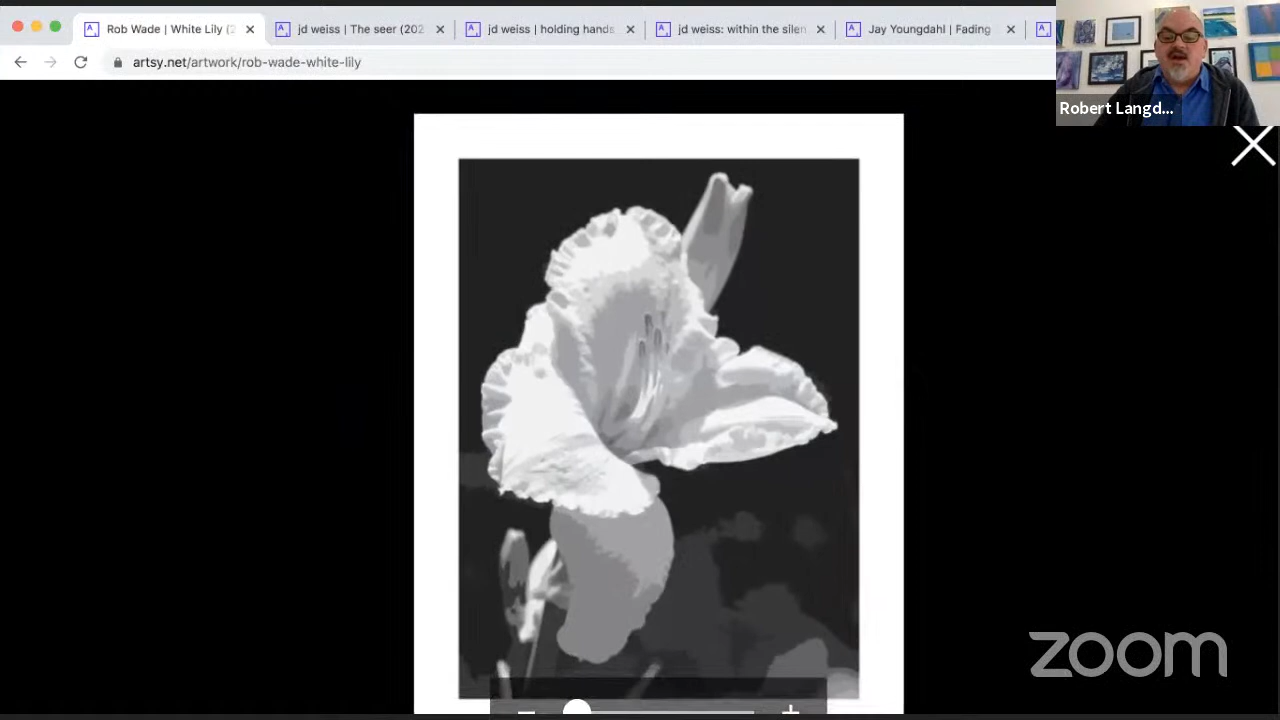 Rob Wade | White Lily (2
jd weiss | The seer (202
jd weiss | holding hands
jd weiss: within the silen
Jay Youngdahl | Fading
artsy.net/artwork/rob-wade-white-lily
Robert Langd...
zoom